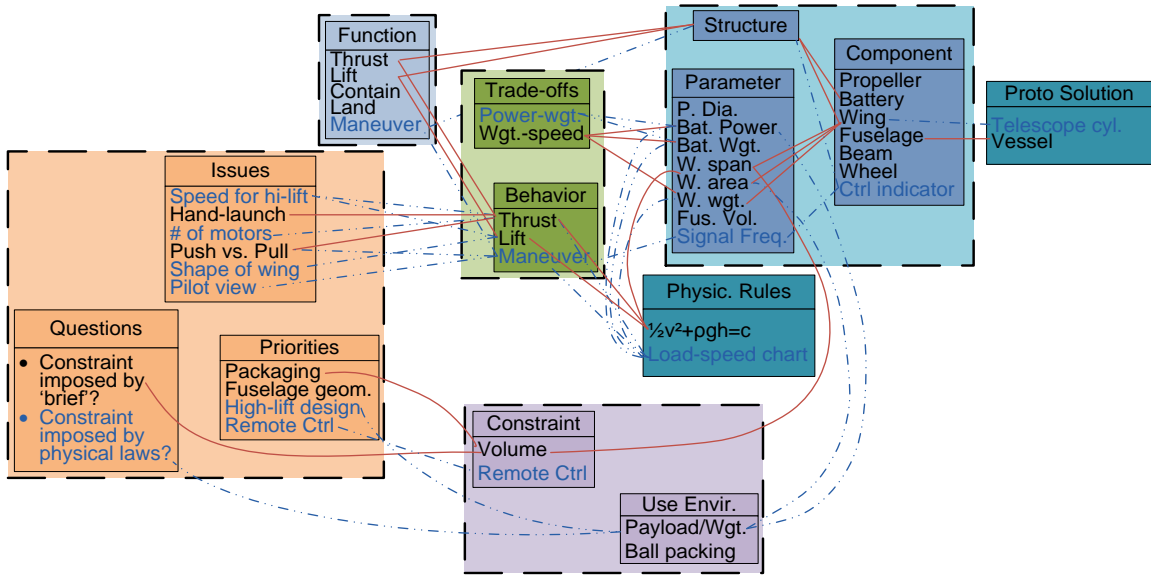 Function
Thrust
Lift
Contain
Land
Maneuver
Trade-offs
Power-wgt.
Wgt.-speed
Behavior
Thrust
Lift
Maneuver
Structure
Parameter
P. Dia.
Bat. Power
Bat. Wgt.
W. span
W. area
W. wgt.
Fus. Vol.
Signal Freq.
Component
Propeller
Battery
Wing
Fuselage
Beam
Wheel
Ctrl indicator
Proto Solution
Telescope cyl.
Vessel
Issues
Speed for hi-lift
Hand-launch
# of motors
Push vs. Pull
Shape of wing
Pilot view
Questions
• Constraint
imposed by
‘brief’?
• Constraint
imposed by
physical laws?
Priorities
Packaging
Fuselage geom.
High-lift design
Remote Ctrl
Physic. Rules
½v²+ρgh=c
Load-speed chart
Constraint
Volume
Remote Ctrl
Use Envir.
Payload/Wgt.
Ball packing